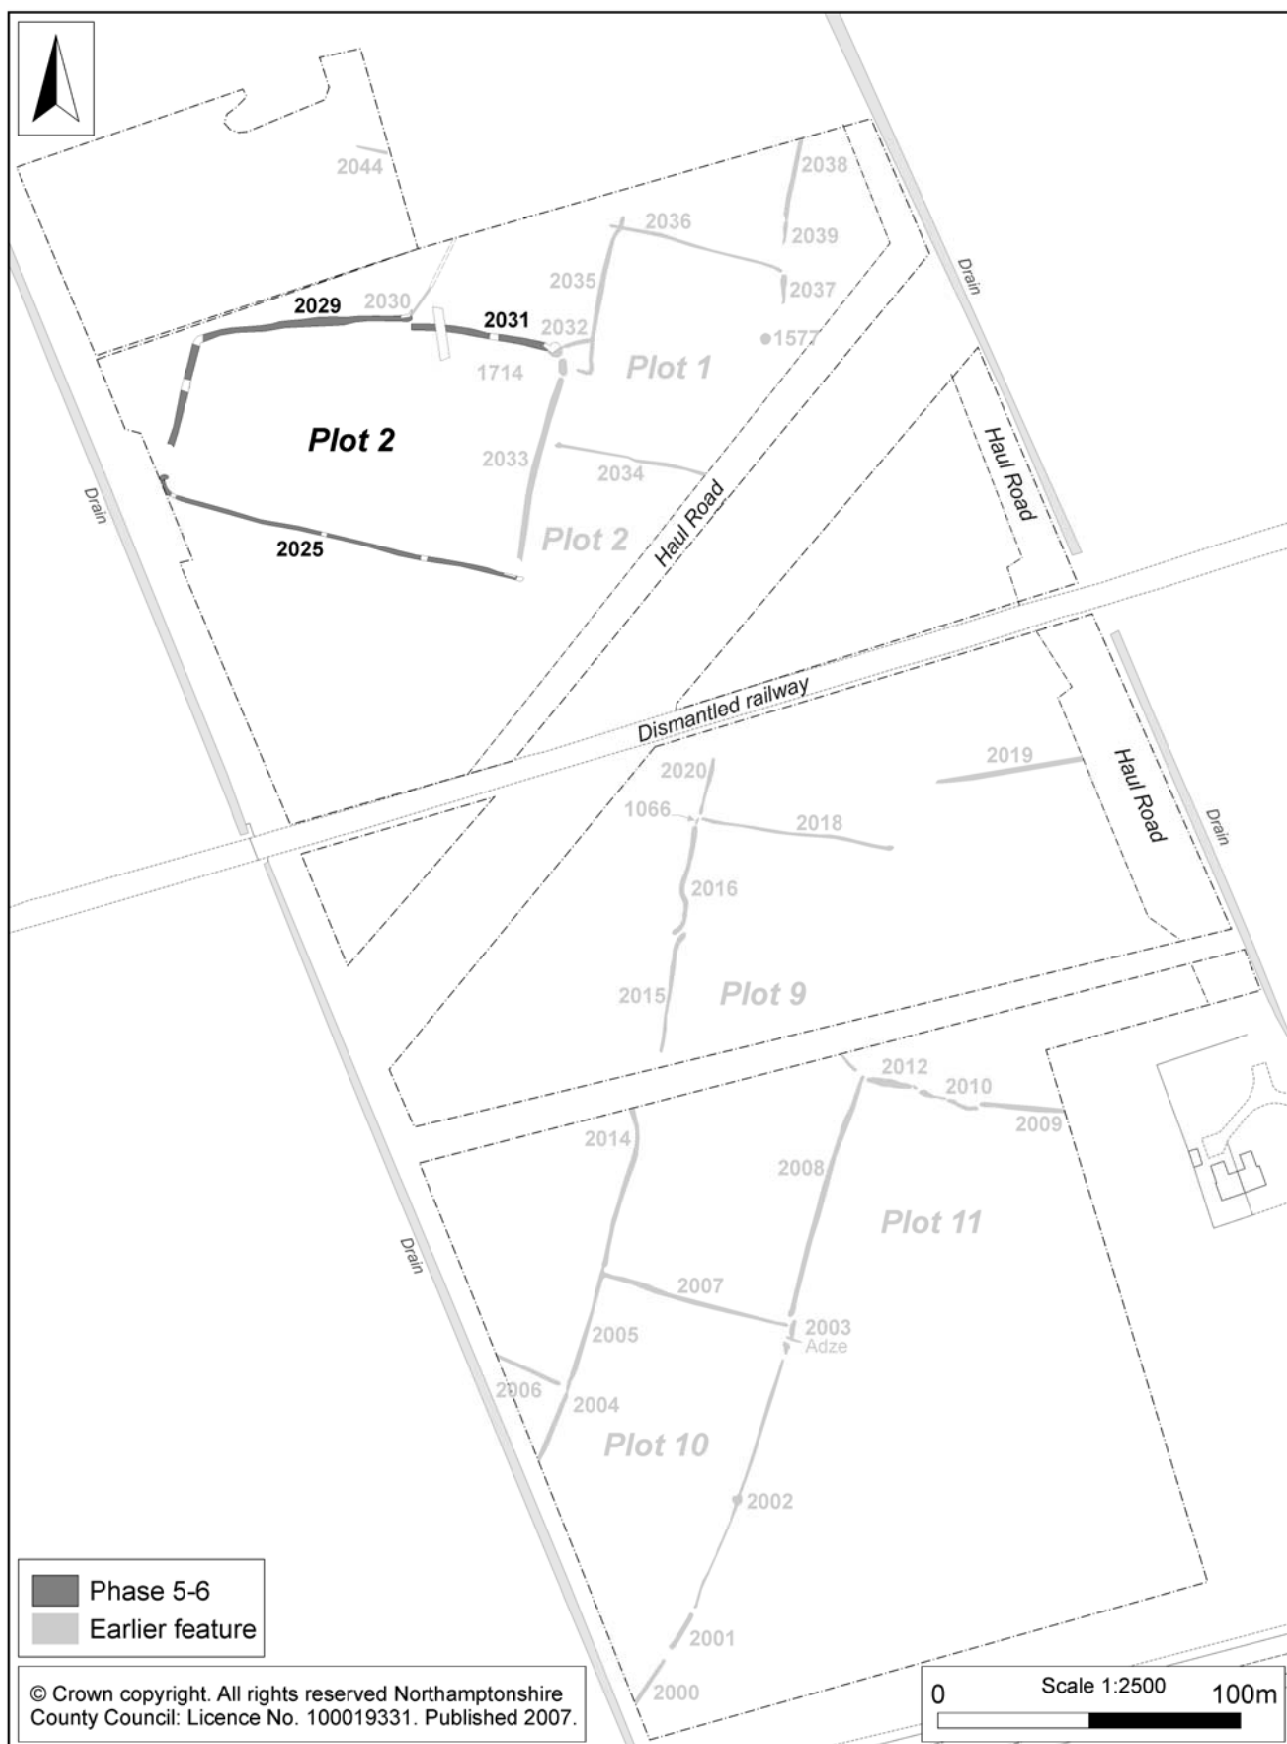 2044
2038
2036
2039
Drain
2035
2037
2029
2030
2031
2032
1577
1714
Plot 1
Plot 2
2033
2034
Haul Road
Drain
Plot 2
Haul Road
2025
Dismantled railway
2020
2019
1066
2018
Haul Road
Drain
2016
2015
Plot 9
2012
2010
2009
2014
2008
Plot 11
Drain
2007
2003
Adze
2005
2006
2004
Plot 10
2002
2001
2000
Phase 5-6
Earlier feature
© Crown copyright. All rights reserved Northamptonshire
County Council: Licence No. 100019331. Published 2007.
Scale 1:2500
0 100m